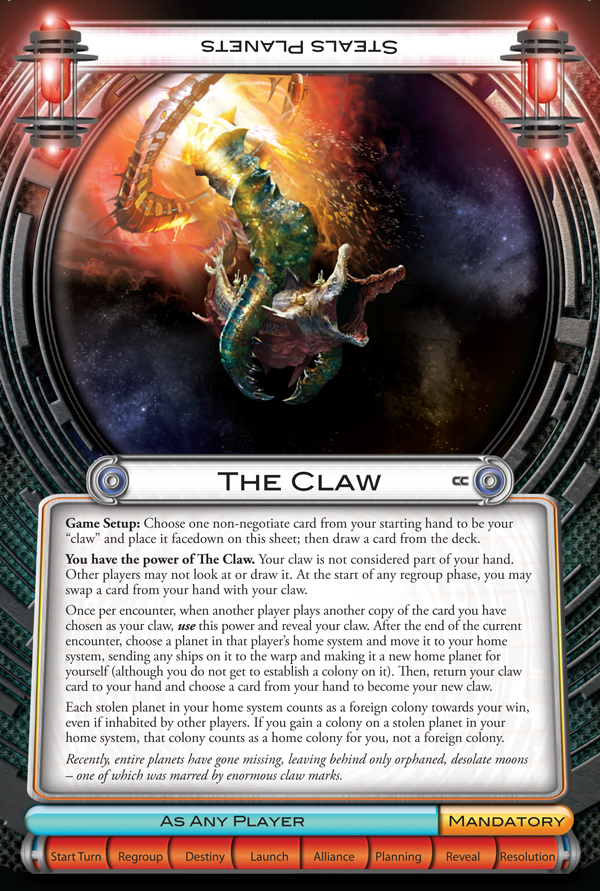 STEALS PLANETS
THE CLAW
CC
Game Setup: Choose one non-negotiate card from your starting hand to be your
“claw” and place it facedown on this sheet; then draw a card from the deck.
You have the power of The Claw. Your claw is not considered part of your hand.
Other players may not look at or draw it. At the start of any regroup phase, you may
swap a card from your hand with your claw.
Once per encounter, when another player plays another copy of the card you have
chosen as your claw, use this power and reveal your claw. After the end of the current
encounter, choose a planet in that player’s home system and move it to your home
system, sending any ships on it to the warp and making it a new home planet for
yourself (although you do not get to establish a colony on it). Then, return your claw
card to your hand and choose a card from your hand to become your new claw.
Each stolen planet in your home system counts as a foreign colony towards your win,
even if inhabited by other players. If you gain a colony on a stolen planet in your
home system, that colony counts as a home colony for you, not a foreign colony.
Recently, entire planets have gone missing, leaving behind only orphaned, desolate moons
– one of which was marred by enormous claw marks.
AS ANY PLAYER
MANDATORY
Start Turn Regroup Destiny Launch Alliance Planning Reveal Resolution